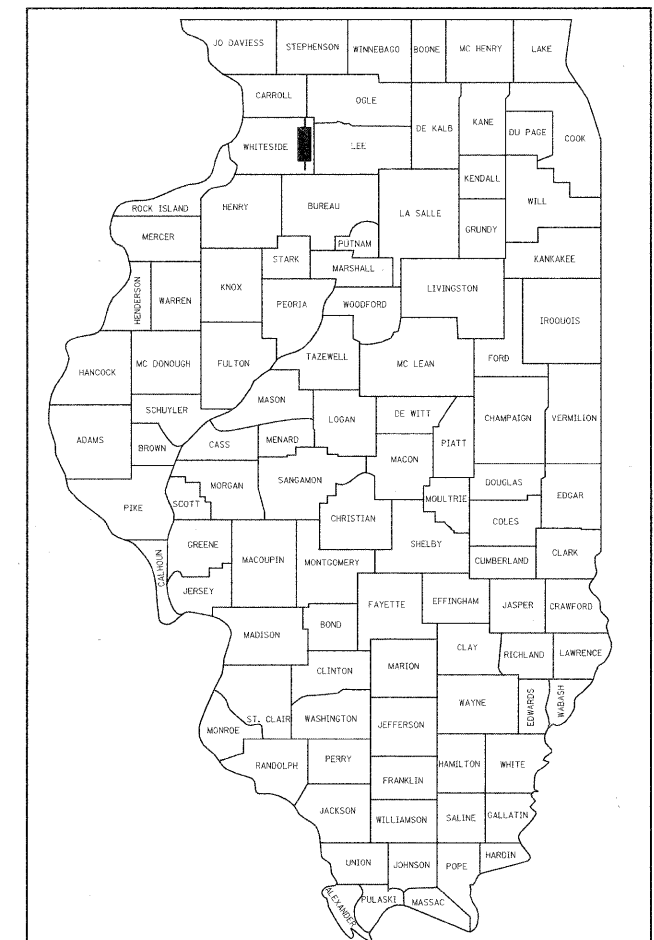 JO DAVIESS STEPHENSON WINNEBAGO BOONE MC HENRY LAKE
CARROLL OGLE
WHITESIDE LEE DE KALB KANE DU PAGE COOK
KENDALL
ROCK ISLAND HENRY BUREAU LA SALLE WILL
MERCER PUTNAM GRUNDY
STARK MARSHALL KANKAKEE
HENDERSON WARREN KNOX PEORIA WOODFORD LIVINGSTON IROQUOIS
HANCOCK MC DONOUGH FULTON TAZEWELL MC LEAN FORD
SCHUYLER MASON LOGAN DE WITT CHAMPAIGN VERMILION
ADAMS BROWN CASS MENARD MACON PIATT
MORGAN SANGAMON DOUGLAS
PIKE SCOTT CHRISTIAN MOULTRIE COLES EDGAR
GREENE MACOUPIN MONTGOMERY SHELBY CUMBERLAND CLARK
CALHOUN JERSEY
FAYETTE EFFINGHAM JASPER CRAWFORD
MADISON BOND
CLAY RICHLAND LAWRENCE
CLINTON MARION
ST. CLAIR WASHINGTON JEFFERSON WAYNE EDWARDS WABASH
MONROE
RANDOLPH PERRY HAMILTON WHITE
FRANKLIN
JACKSON WILLIAMSON SALINE GALLATIN
UNION JOHNSON POPE HARDIN
ALEXANDER PULASKI MASSAC